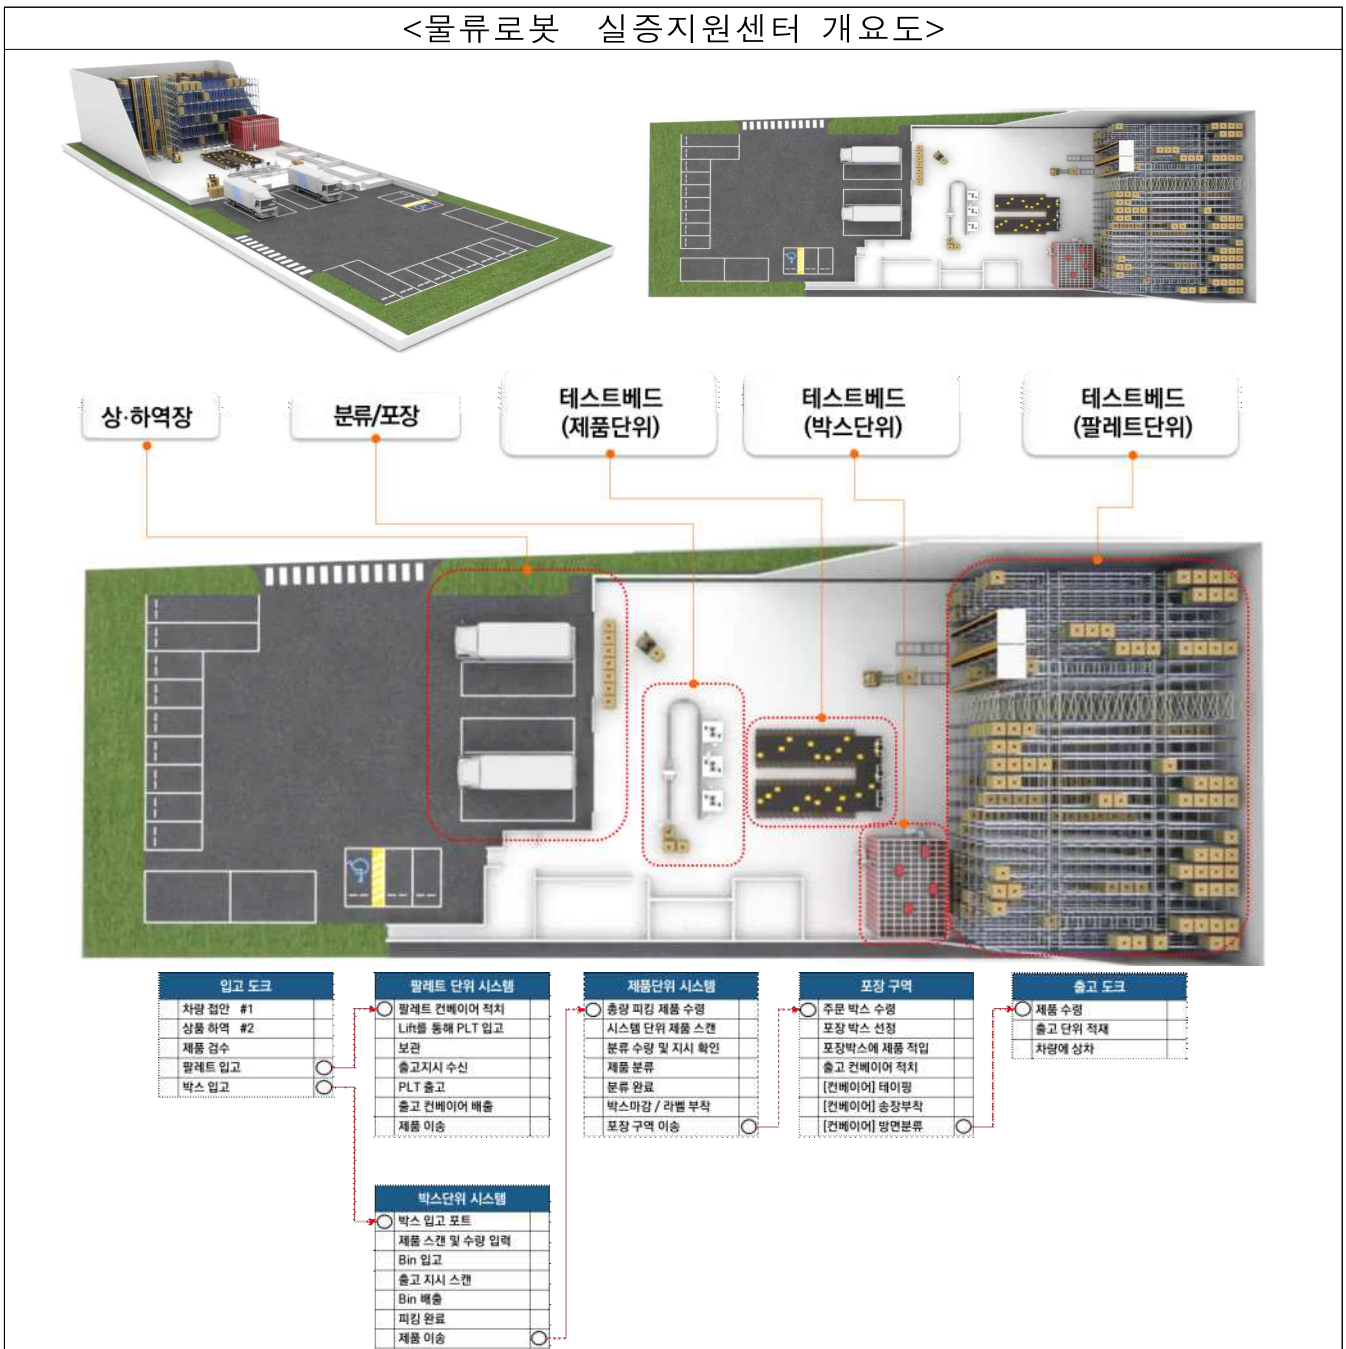 <물류로봇 실증지원센터 개요도>
상·하역장
분류/포장
테스트베드
(제품단위)
테스트베드
(박스단위)
테스트베드
(팔레트단위)
입고 도크
차량 접안 #1
상품 하역 #2
제품 검수
팔레트 입고
박스 입고
팔레트 단위 시스템
팔레트 컨베이어 적치
Lift를 통해 PLT 입고
보관
출고지시 수신
PLT 출고
출고 컨베이어 배출
제품 이송
박스단위 시스템
박스 입고 포트
제품 스캔 및 수량 입력
Bin 입고
출고 지시 스캔
Bin 배출
피킹 완료
제품 이송
제품단위 시스템
총량 피킹 제품 수령
시스템 단위 제품 스캔
분류 수량 및 지시 확인
제품 분류
분류 완료
박스마감 / 라벨 부착
포장 구역 이송
포장 구역
주문 박스 수령
포장 박스 선정
포장박스에 제품 적입
출고 컨베이어 적치
[컨베이어] 테이핑
[컨베이어] 송장부착
[컨베이어] 방면분류
출고 도크
제품 수령
출고 단위 적재
차량에 상차